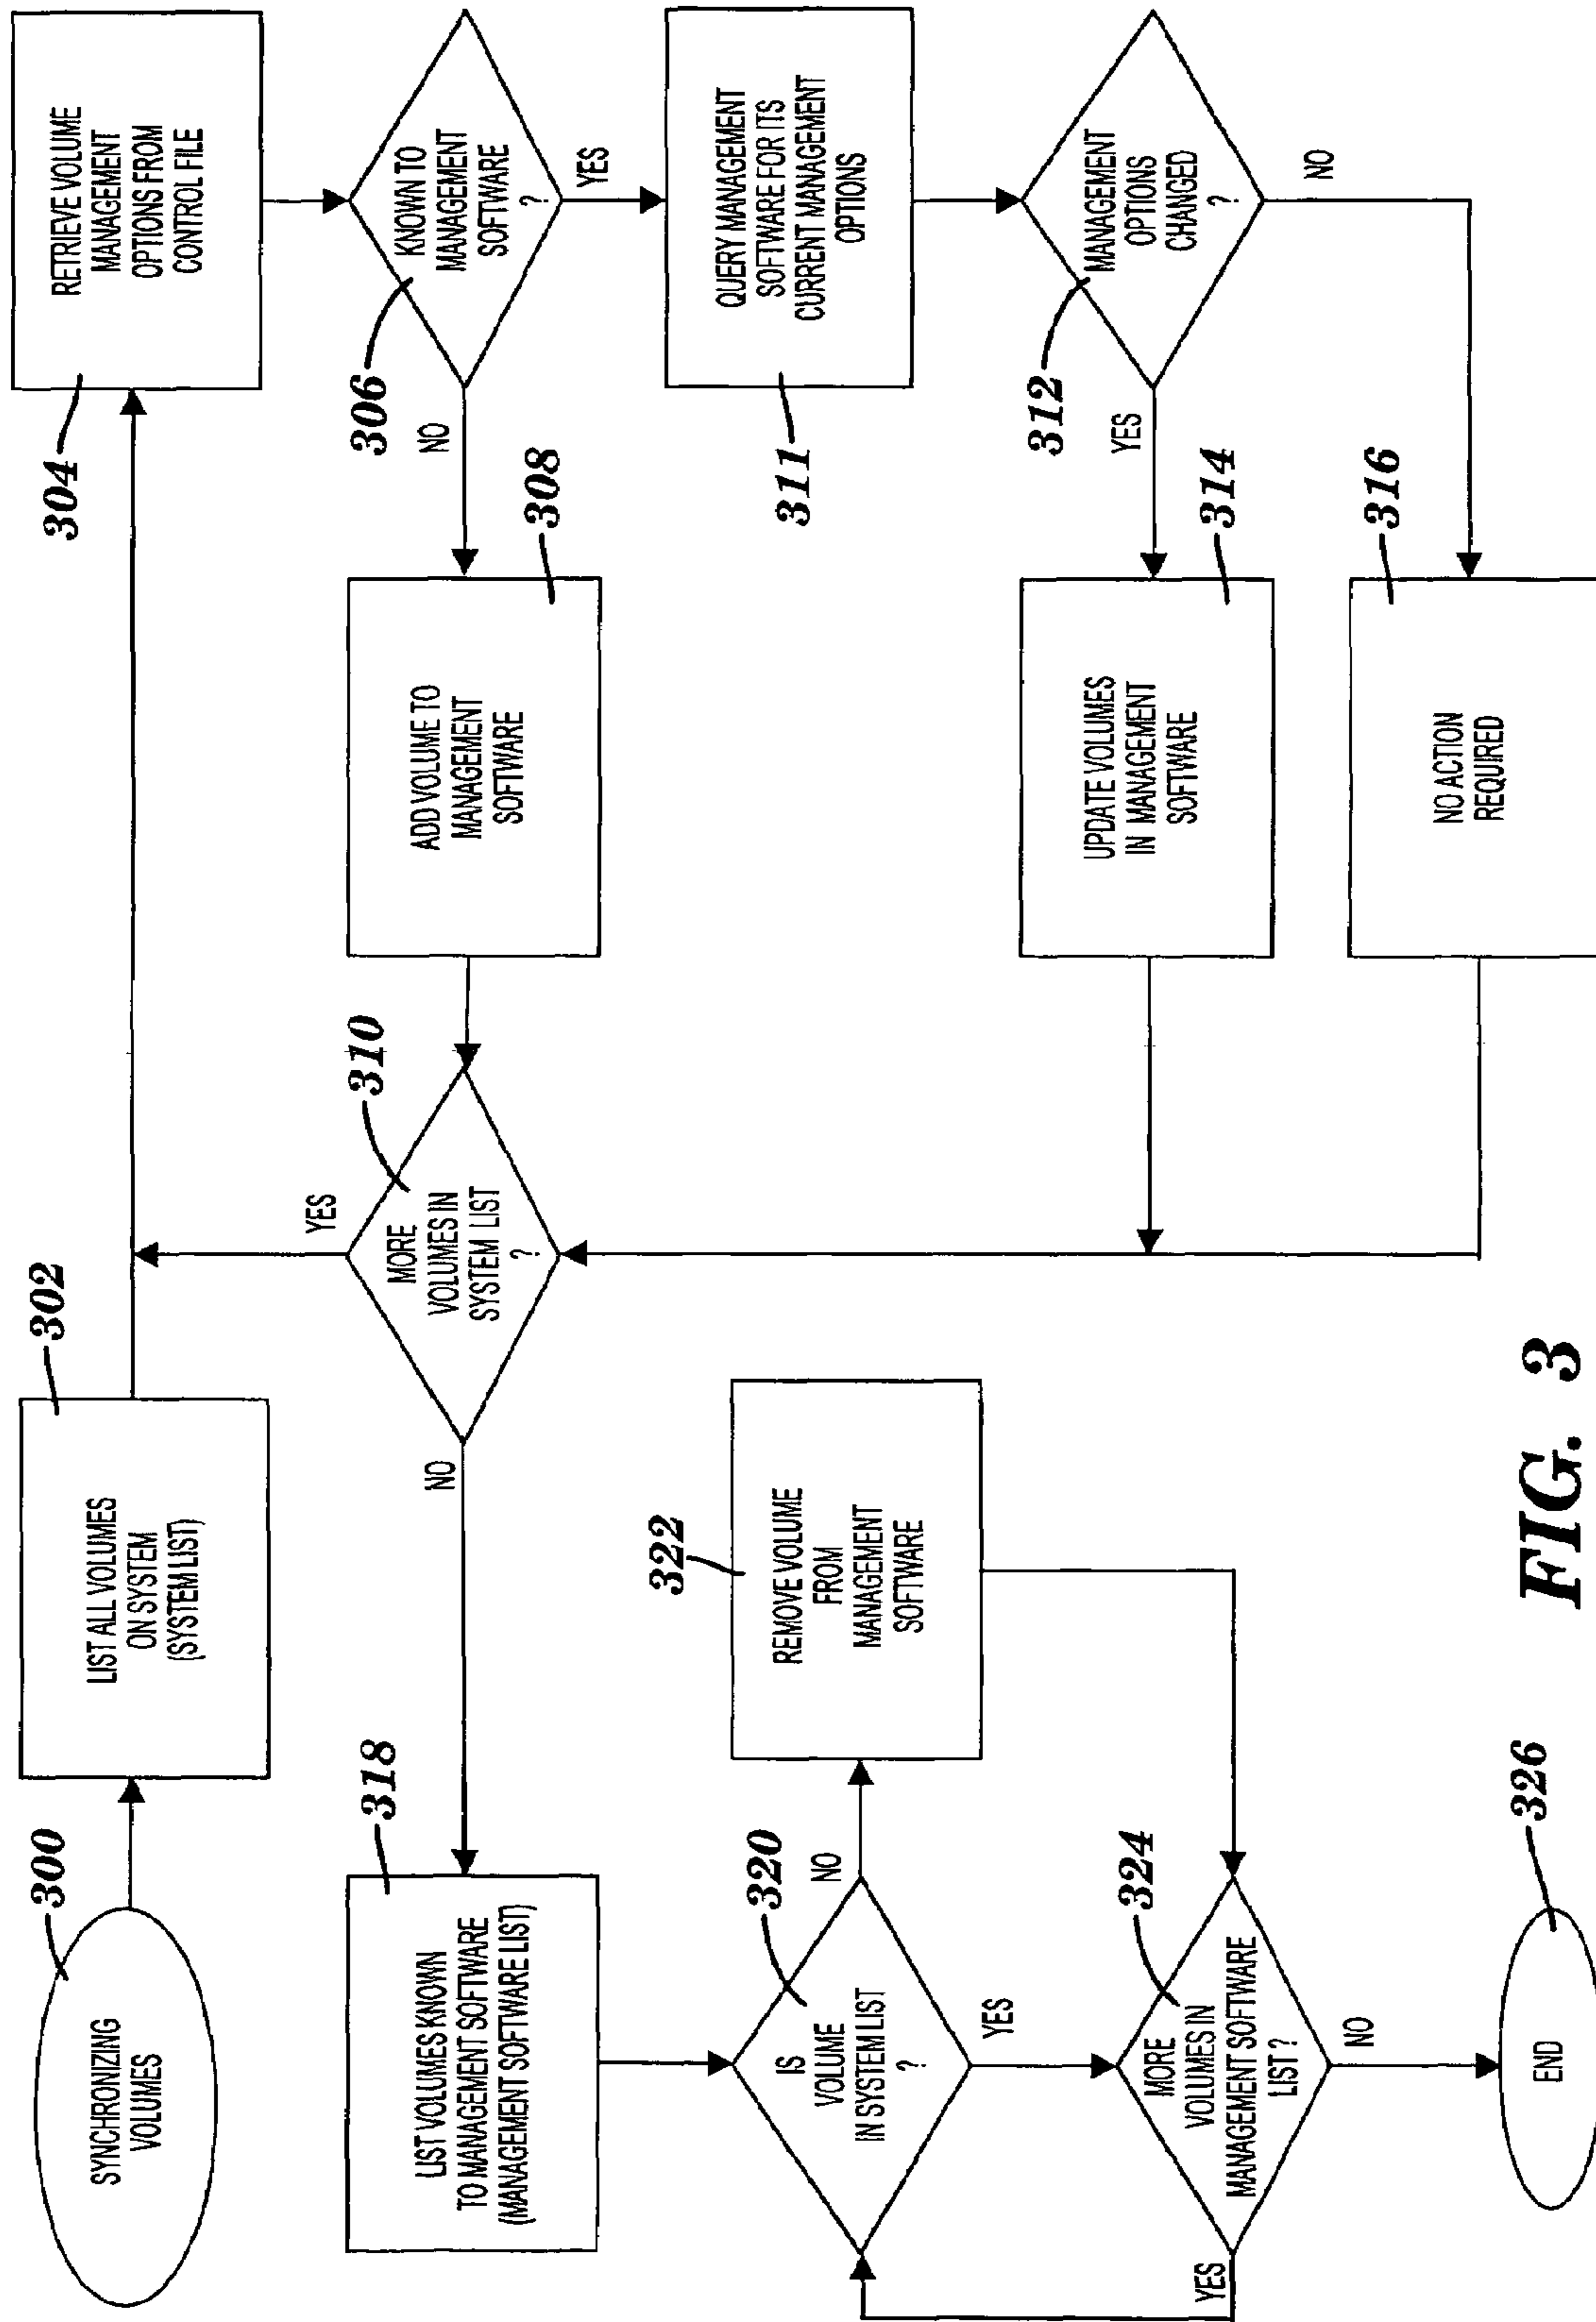 300
SYNCHRONIZING
VOLUMES
302
LIST ALL VOLUMES
ON SYSTEM
(SYSTEM LIST)
304
RETRIEVE VOLUME
MANAGEMENT
OPTIONS FROM
CONTROL FILE
306
KNOWN TO
MANAGEMENT
SOFTWARE
?
NO
YES
308
ADD VOLUME TO
MANAGEMENT
SOFTWARE
310
MORE
VOLUMES IN
SYSTEM LIST
?
YES
NO
311
QUERY MANAGEMENT
SOFTWARE FOR ITS
CURRENT MANAGEMENT
OPTIONS
312
MANAGEMENT
OPTIONS
CHANGED
?
YES
NO
314
UPDATE VOLUMES
IN MANAGEMENT
SOFTWARE
316
NO ACTION
REQUIRED
318
LIST VOLUMES KNOWN
TO MANAGEMENT SOFTWARE
(MANAGEMENT SOFTWARE LIST)
320
IS
VOLUME
IN SYSTEM LIST
?
NO
YES
322
REMOVE VOLUME
FROM
MANAGEMENT
SOFTWARE
324
MORE
VOLUMES IN
MANAGEMENT SOFTWARE
LIST ?
YES
NO
326
END
FIG. 3